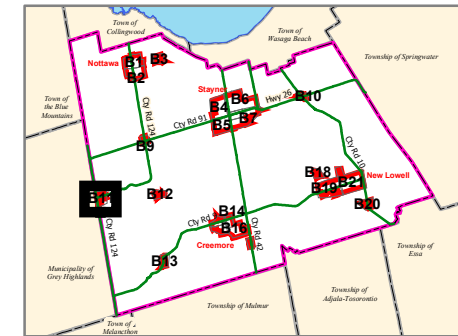 Town of
Collingwood
Town of
Wasaga Beach
Township of Springwater
Nottawa
B1
B3
B2
Town of
the Blue
Mountains
Cty Rd 124
Stayner
B6
B4
B7
B5
Hwy 26
B10
Cty Rd 91
B9
Cty Rd 10
B18
B21
New Lowell
B19
B20
B12
B14
B16
Creemore
Cty Rd 42
Cty Rd 124
B13
Municipality of
Grey Highlands
Township of
Essa
Township of Mulmur
Township of
Adjala-Tosorontio
Town of
Melancthon